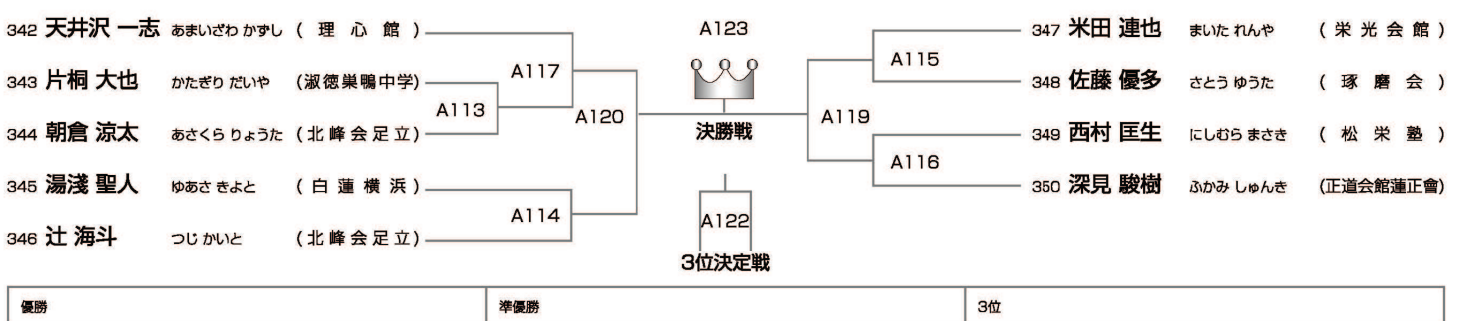 342 天井沢 一志 あまいざわ かずし (理心館)
343 片桐 大也 かたぎり だいや (淑徳巣鴨中学)
344 朝倉 涼太 あさくら りょうた (北峰会足立)
345 湯淺 聖人 ゆあさ きよと (白蓮横浜)
346 辻 海斗 つじ かいと (北峰会足立)
A117
A113
A120
A114
A123
決勝戦
A122
3位決定戦
A115
A119
A116
347 米田 連也 まいた れんや (栄光会館)
348 佐藤 優多 さとう ゆうた (琢磨会)
349 西村 匡生 にしむら まさき (松栄塾)
350 深見 駿樹 ふかみ しゅんき (正道会館蓮正會)
優勝 準優勝 3位